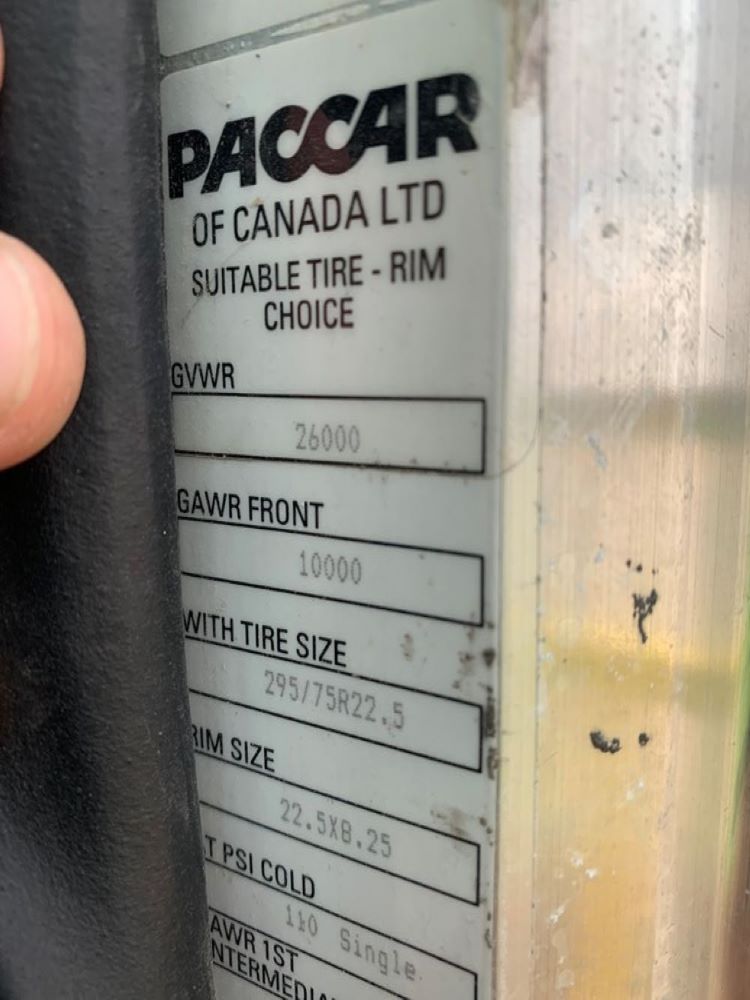 PACCAR
OF CANADA LTD
SUITABLE TIRE - RIM
CHOICE
GVWR
26000
GAWR FRONT
10000
WITH TIRE SIZE
295/75R22.5
RIM SIZE
22.5X8.25
T PSI COLD
110 Single
AWR 1ST
NTERMEDIA